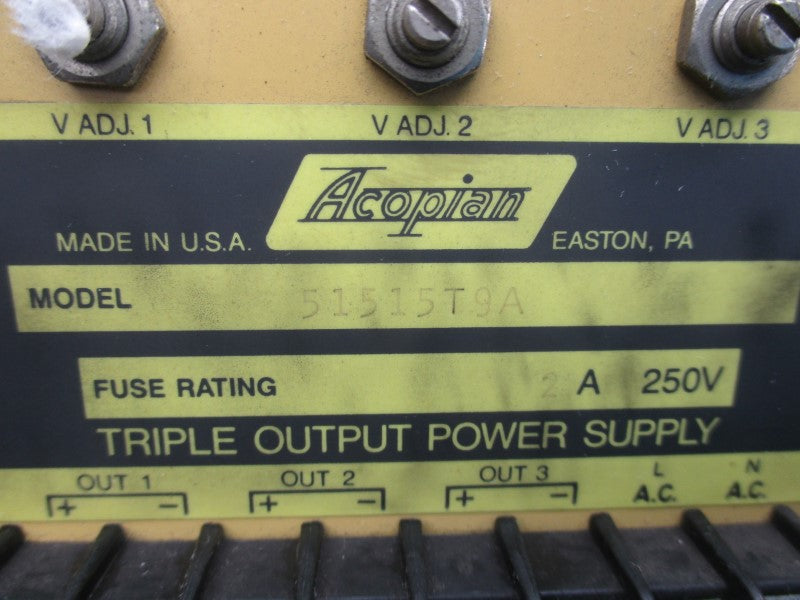 V ADJ. 1 V ADJ. 2 V ADJ. 3
Acopian
MADE IN U.S.A. EASTON, PA
MODEL 51515T9A
FUSE RATING 2 A 250V
TRIPLE OUTPUT POWER SUPPLY
OUT 1 OUT 2 OUT 3 L N
+ - + - + - A.C. A.C.